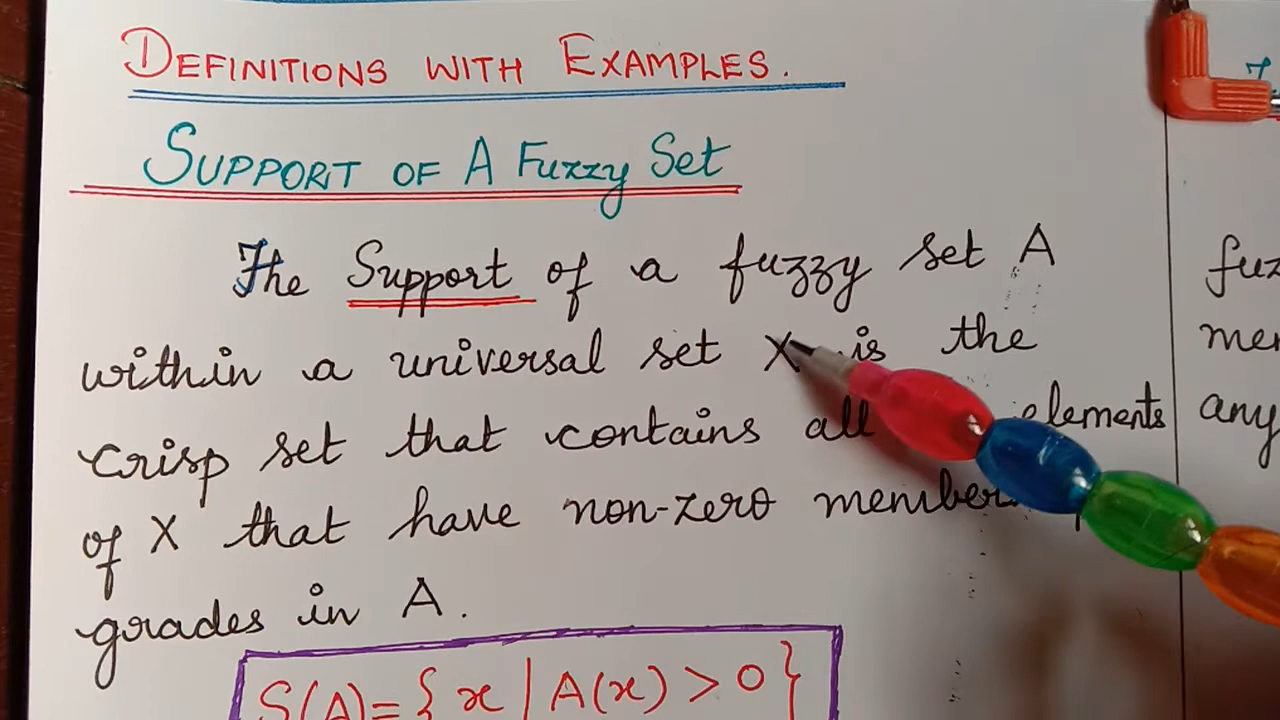 DEFINITIONS WITH EXAMPLES.
SUPPORT OF A Fuzzy Set
The Support of a fuzzy set A
within a universal set X is the
crisp set that contains all elements
of X that have non-zero
grades in A.
S(A)={x|A(x)>0}